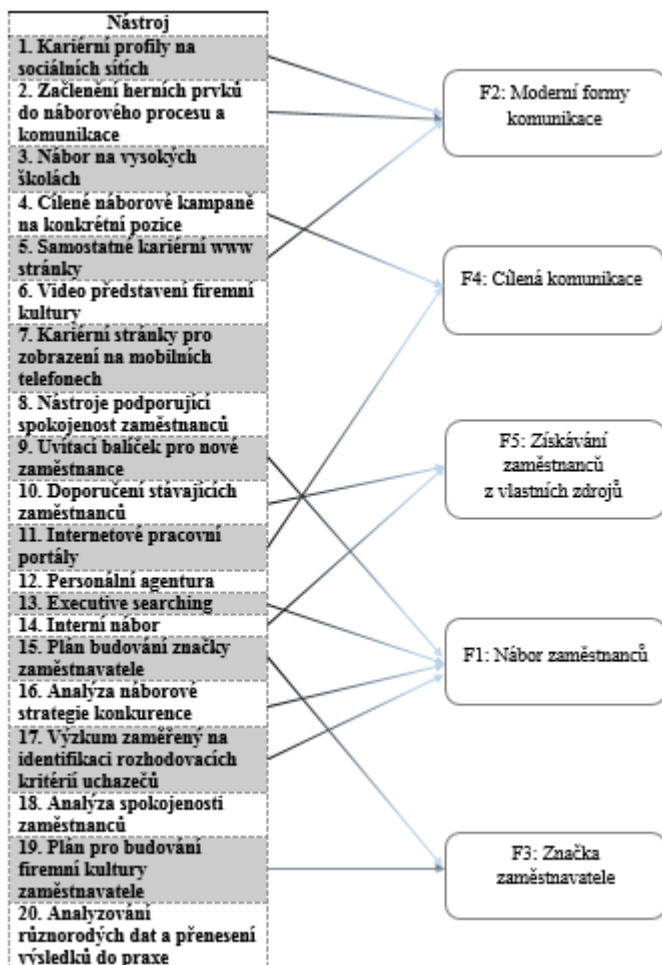 Nástroj
1. Kariérní profily na
sociálních sítích
2. Začlenění herních prvků
do náborového procesu a
komunikace
3. Nábor na vysokých
školách
4. Cílené náborové kampaně
na konkrétní pozice
5. Samostatné kariérní www
stránky
6. Video představení firemní
kultury
7. Kariérní stránky pro
zobrazení na mobilních
telefonech
8. Nástroje podporující
spokojenost zaměstnanců
9. Uvítací balíček pro nové
zaměstnance
10. Doporučení stávajících
zaměstnanců
11. Internetové pracovní
portály
12. Personální agentura
13. Executive searching
14. Interní nábor
15. Plán budování značky
zaměstnavatele
16. Analýza náborové
strategie konkurence
17. Výzkum zaměřený na
identifikaci rozhodovacích
kritérií uchazečů
18. Analýza spokojenosti
zaměstnanců
19. Plán pro budování
firemní kultury
zaměstnavatele
20. Analyzování
různorodých dat a přenesení
výsledků do praxe
F2: Moderní formy
komunikace
F4: Cílená komunikace
F5: Získávání
zaměstnanců
z vlastních zdrojů
F1: Nábor zaměstnanců
F3: Značka
zaměstnavatele